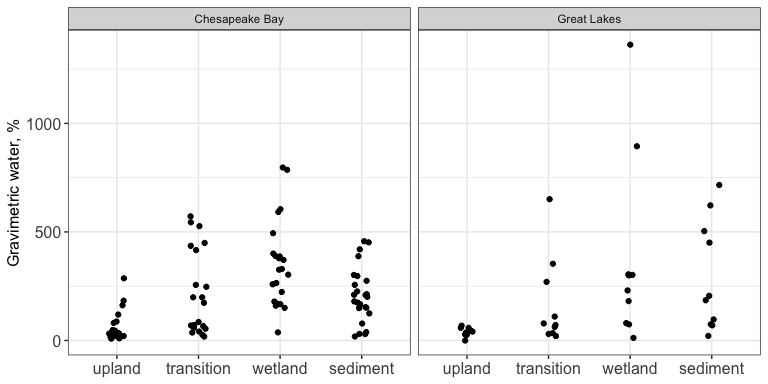 Chesapeake Bay
Great Lakes
Gravimetric water, %
1000
500
0
upland transition wetland sediment
upland transition wetland sediment